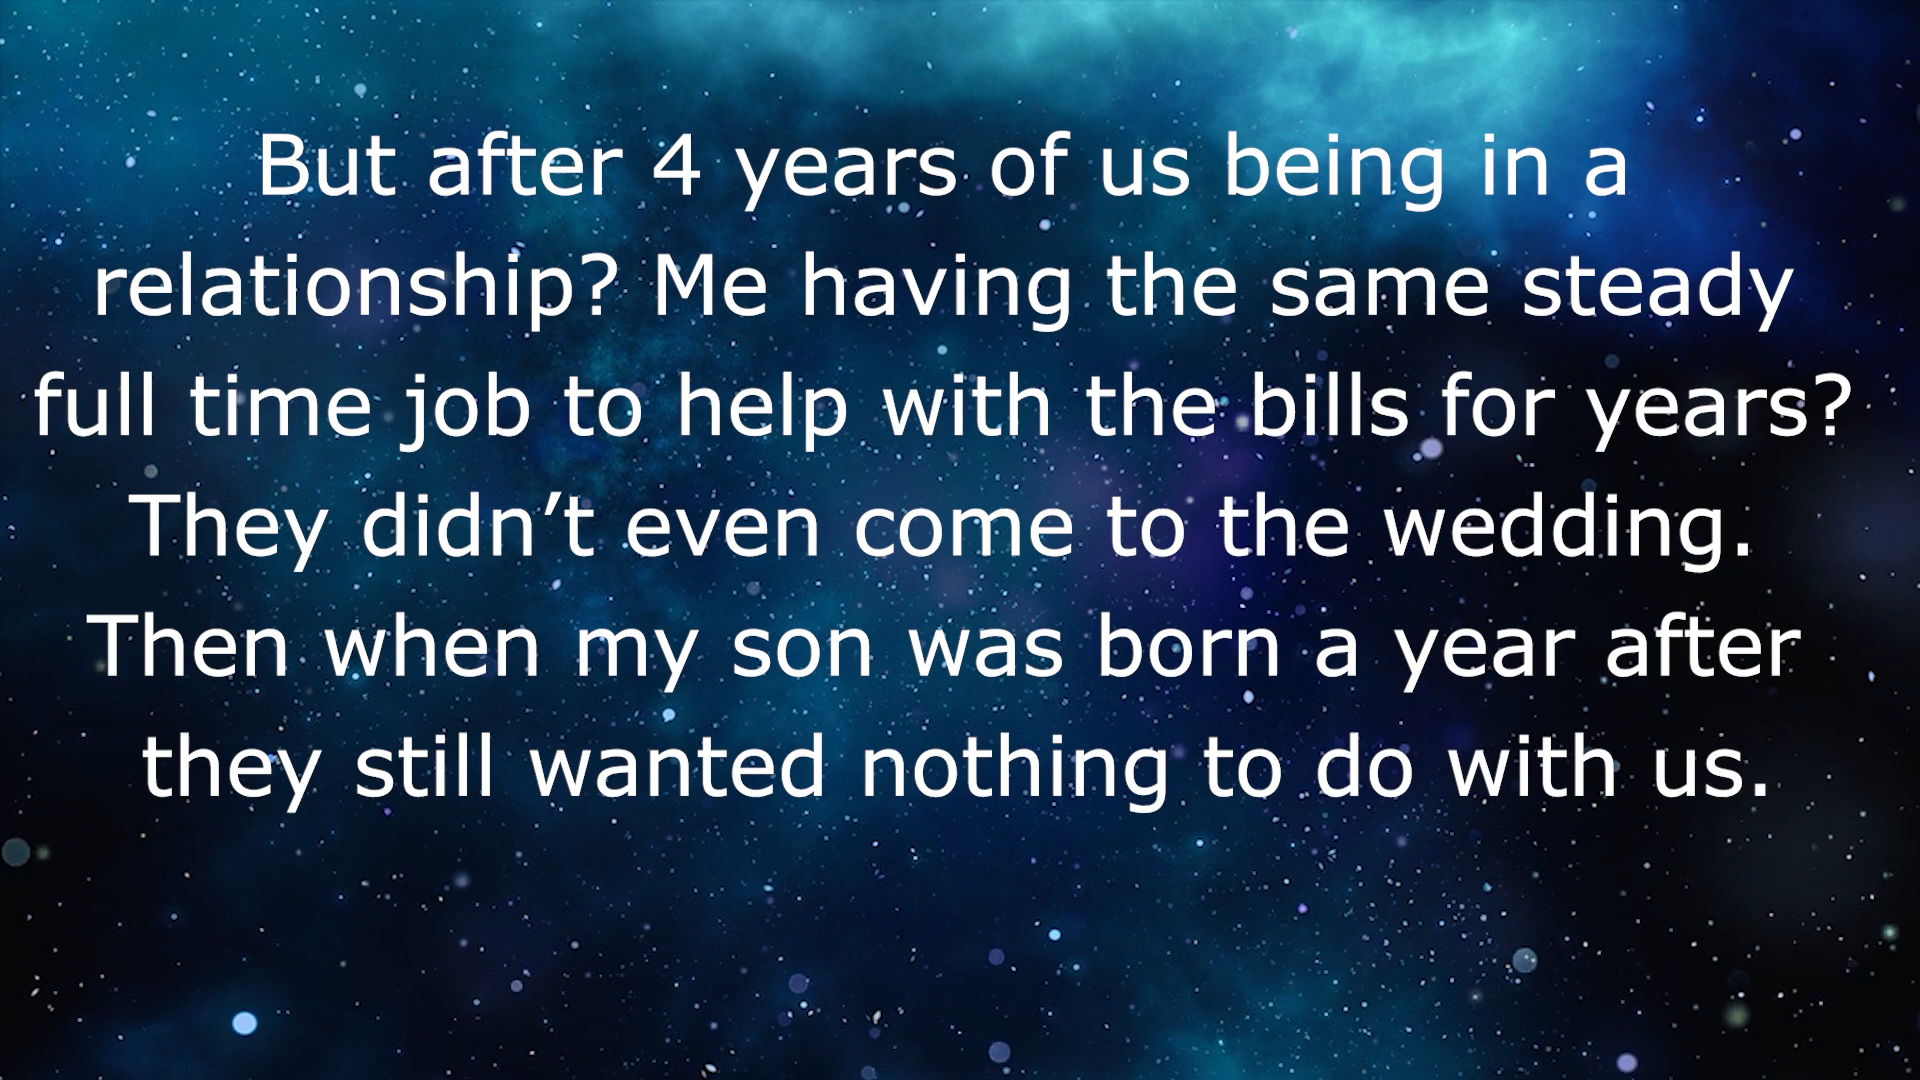 But after 4 years of us being in a
relationship? Me having the same steady
full time job to help with the bills for years?
They didn’t even come to the wedding.
Then when my son was born a year after
they still wanted nothing to do with us.